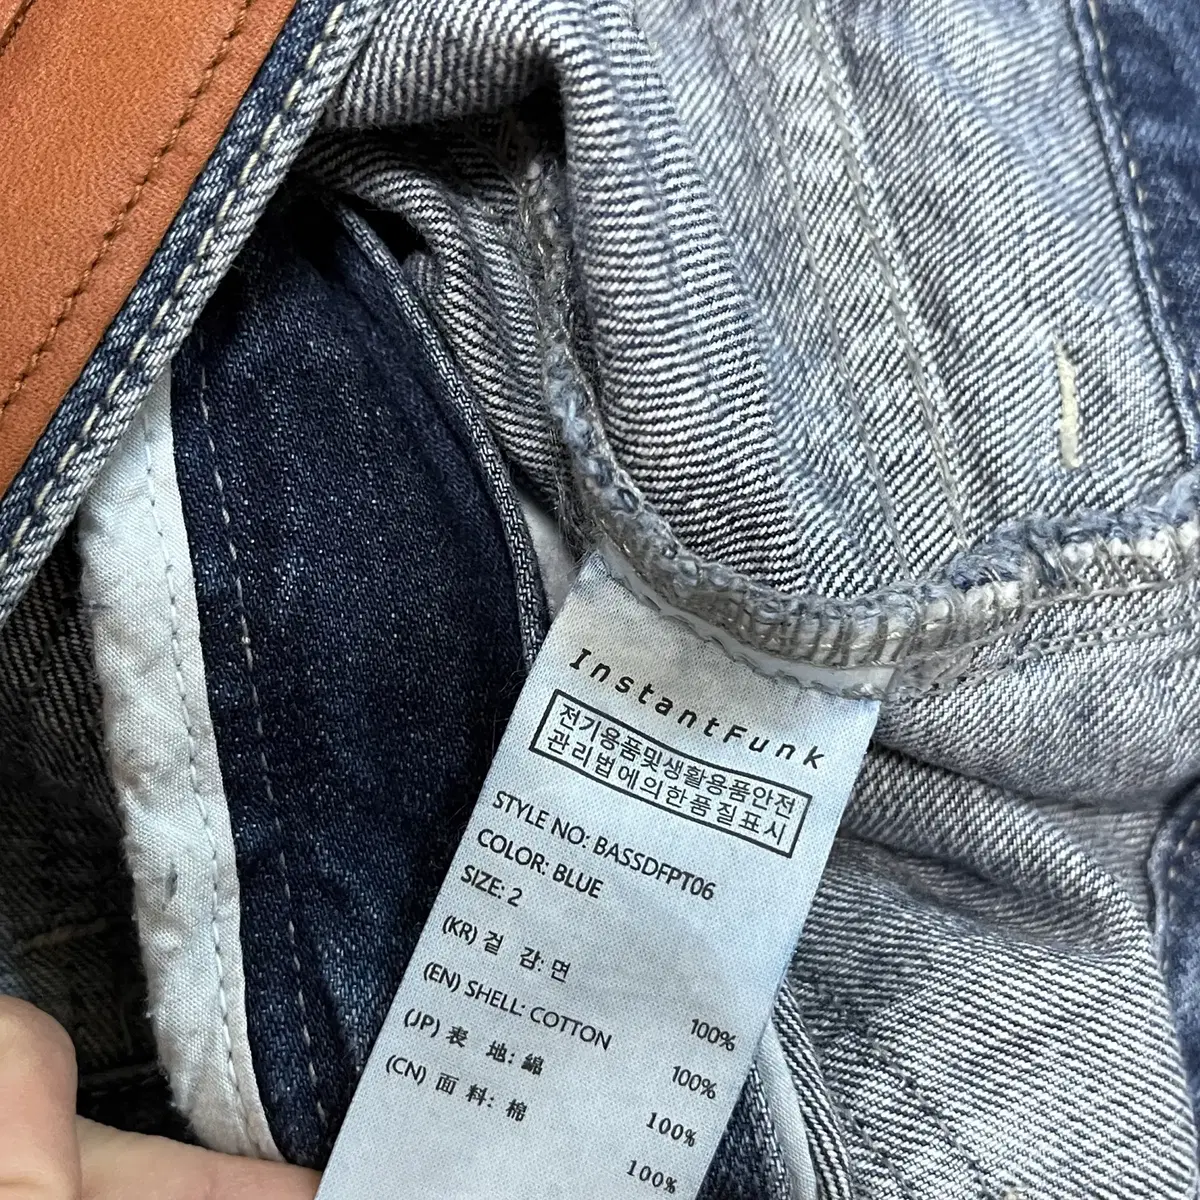 InstantFunk
전기용품및생활용품안전
관리법에의한품질표시
STYLE NO: BASSDFPT06
COLOR: BLUE
SIZE: 2
(KR) 겉 감: 면 100%
(EN) SHELL: COTTON 100%
(JP) 表 地: 綿 100%
(CN) 面 料: 棉 100%